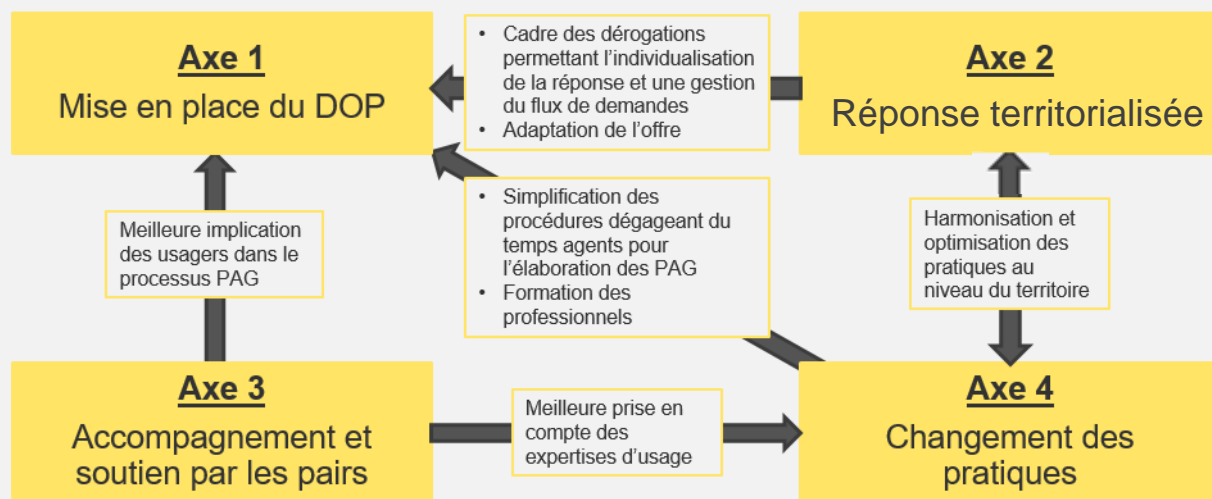 Axe 1
Mise en place du DOP
• Cadre des dérogations
permettant l'individualisation
de la réponse et une gestion
du flux de demandes
• Adaptation de l'offre
Axe 2
Réponse territorialisée
Meilleure implication
des usagers dans le
processus PAG
• Simplification des
procédures dégageant du
temps agents pour
l'élaboration des PAG
• Formation des
professionnels
Harmonisation et
optimisation des
pratiques au
niveau du territoire
Axe 3
Accompagnement et
soutien par les pairs
Meilleure prise en
compte des
expertises d'usage
Axe 4
Changement des
pratiques